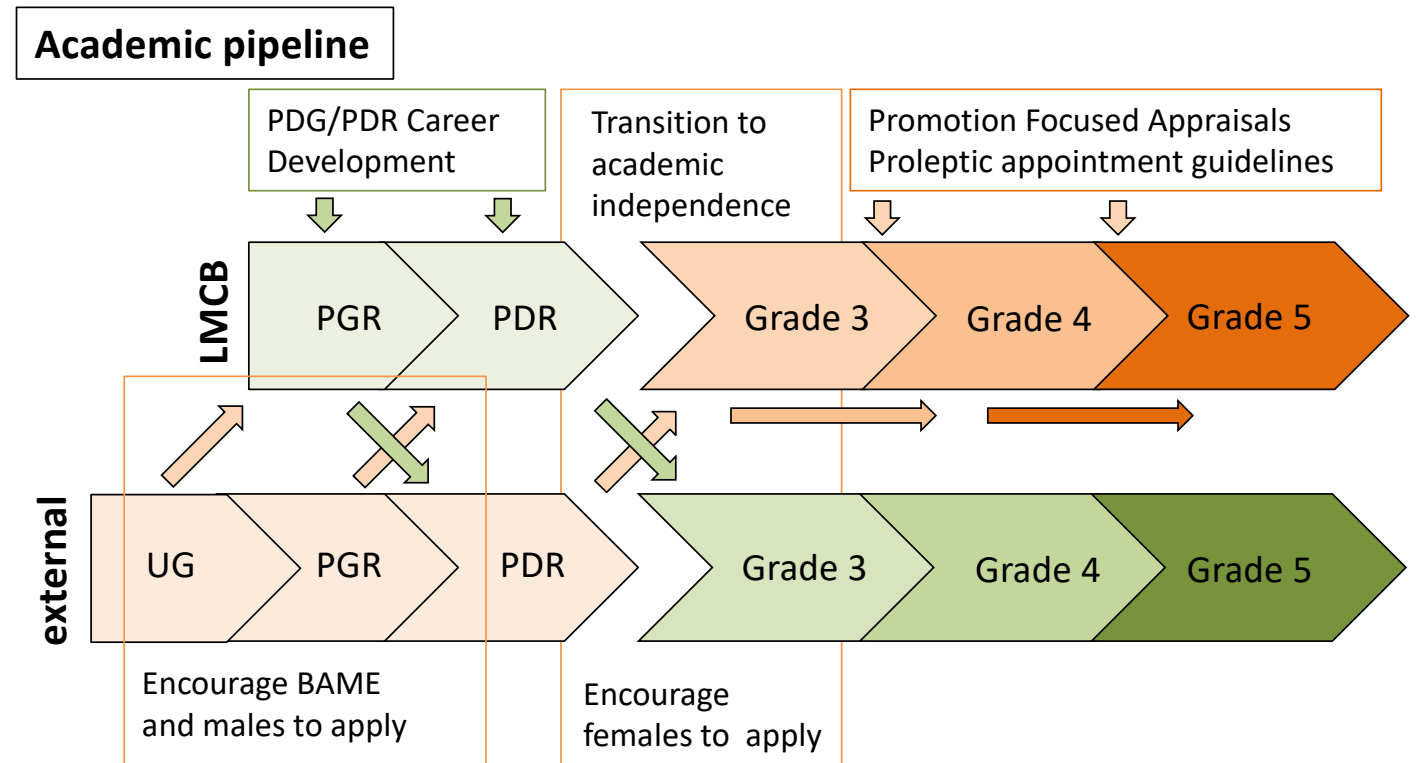 Academic pipeline
PDG/PDR Career
Development
Transition to
academic
independence
Promotion Focused Appraisals
Proleptic appointment guidelines
LMCB
PGR
PDR
Grade 3
Grade 4
Grade 5
external
UG
PGR
PDR
Grade 3
Grade 4
Grade 5
Encourage BAME
and males to apply
Encourage
females to  apply